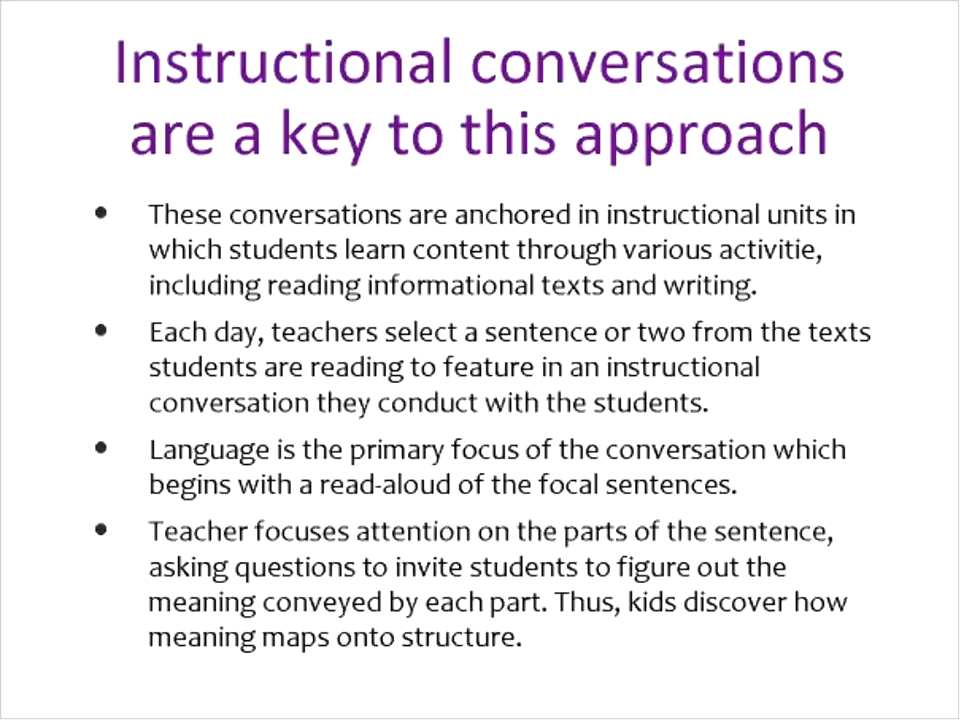 Instructional conversations
are a key to this approach
• These conversations are anchored in instructional units in
which students learn content through various activitie,
including reading informational texts and writing.
• Each day, teachers select a sentence or two from the texts
students are reading to feature in an instructional
conversation they conduct with the students.
• Language is the primary focus of the conversation which
begins with a read-aloud of the focal sentences.
• Teacher focuses attention on the parts of the sentence,
asking questions to invite students to figure out the
meaning conveyed by each part. Thus, kids discover how
meaning maps onto structure.